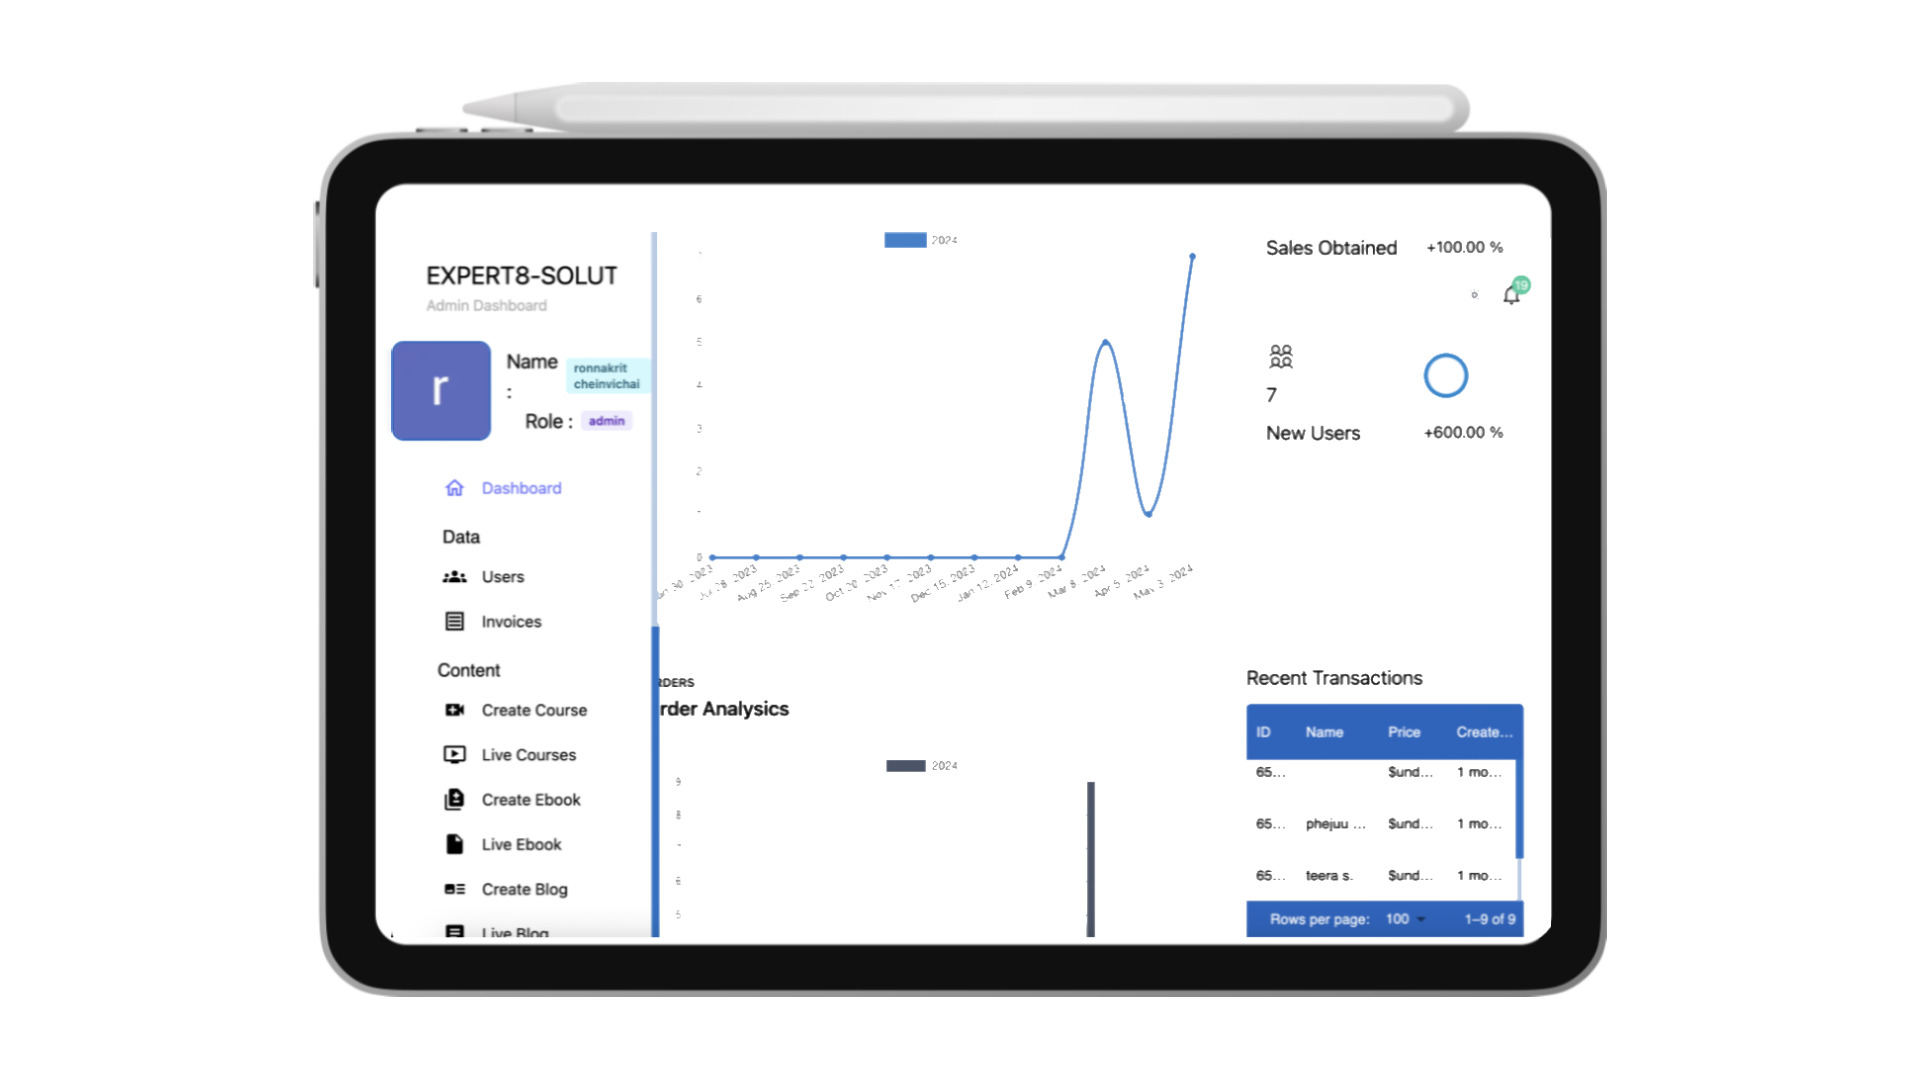 EXPERT8-SOLUT
Admin Dashboard
r
Name
:
ronnakrit
cheinvichai
Role :
admin
Dashboard
Data
Users
Invoices
Content
Create Course
Live Courses
Create Ebook
Live Ebook
Create Blog
Live Blog
2024
6
5
4
3
2
0
2023
Jul 28, 2023
Aug 25, 2023
Sep 22, 2023
Oct 20, 2023
Nov 17, 2023
Dec 15, 2023
Jan 12, 2024
Feb 9, 2024
Mar 8, 2024
Apr 5, 2024
May 3, 2024
RDERS
rder Analysics
2024
9
8
6
5
Sales Obtained
+100.00 %
19
7
New Users
+600.00 %
Recent Transactions
ID Name Price Create...
65... $und... 1 mo...
65... phejuu ... $und... 1 mo...
65... teera s. $und... 1 mo...
Rows per page: 100 1–9 of 9